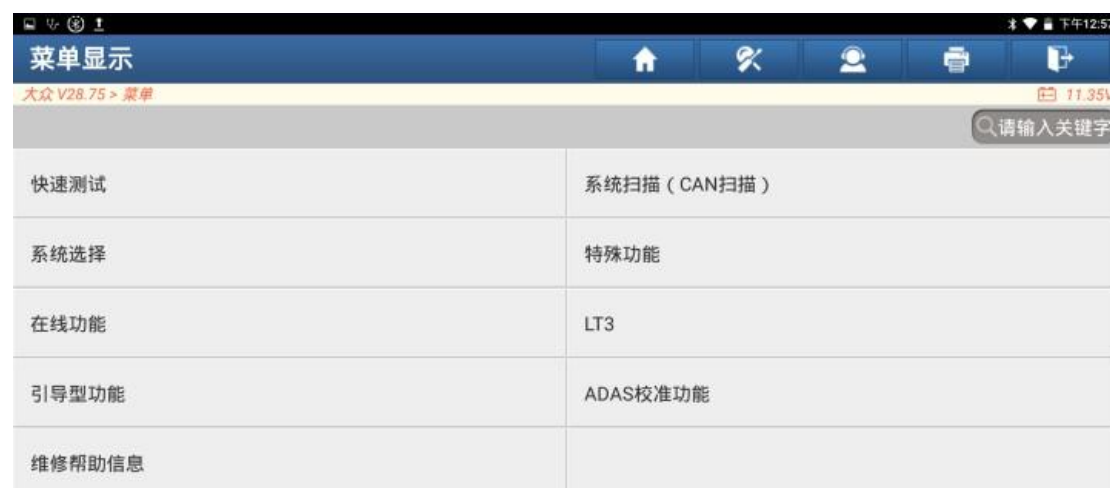 下午12:57
菜单显示
大众 V28.75 > 菜单
11.35V
请输入关键字
快速测试
系统扫描（CAN扫描）
系统选择
特殊功能
在线功能
LT3
引导型功能
ADAS校准功能
维修帮助信息